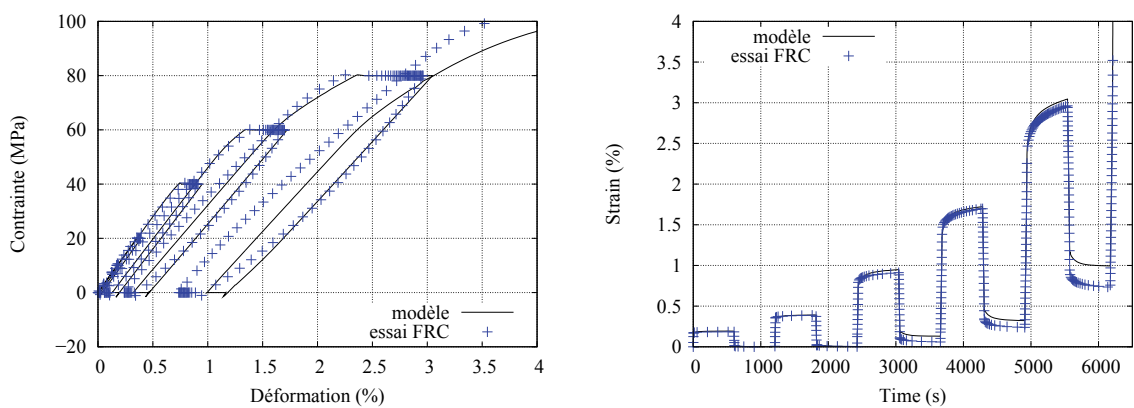 100
80
60
40
20
0
−20
0 0.5 1 1.5 2 2.5 3 3.5 4
Contrainte (MPa)
Déformation (%)
modèle
essai FRC
4
3.5
3
2.5
2
1.5
1
0.5
0
0 1000 2000 3000 4000 5000 6000
Strain (%)
Time (s)
modèle
essai FRC